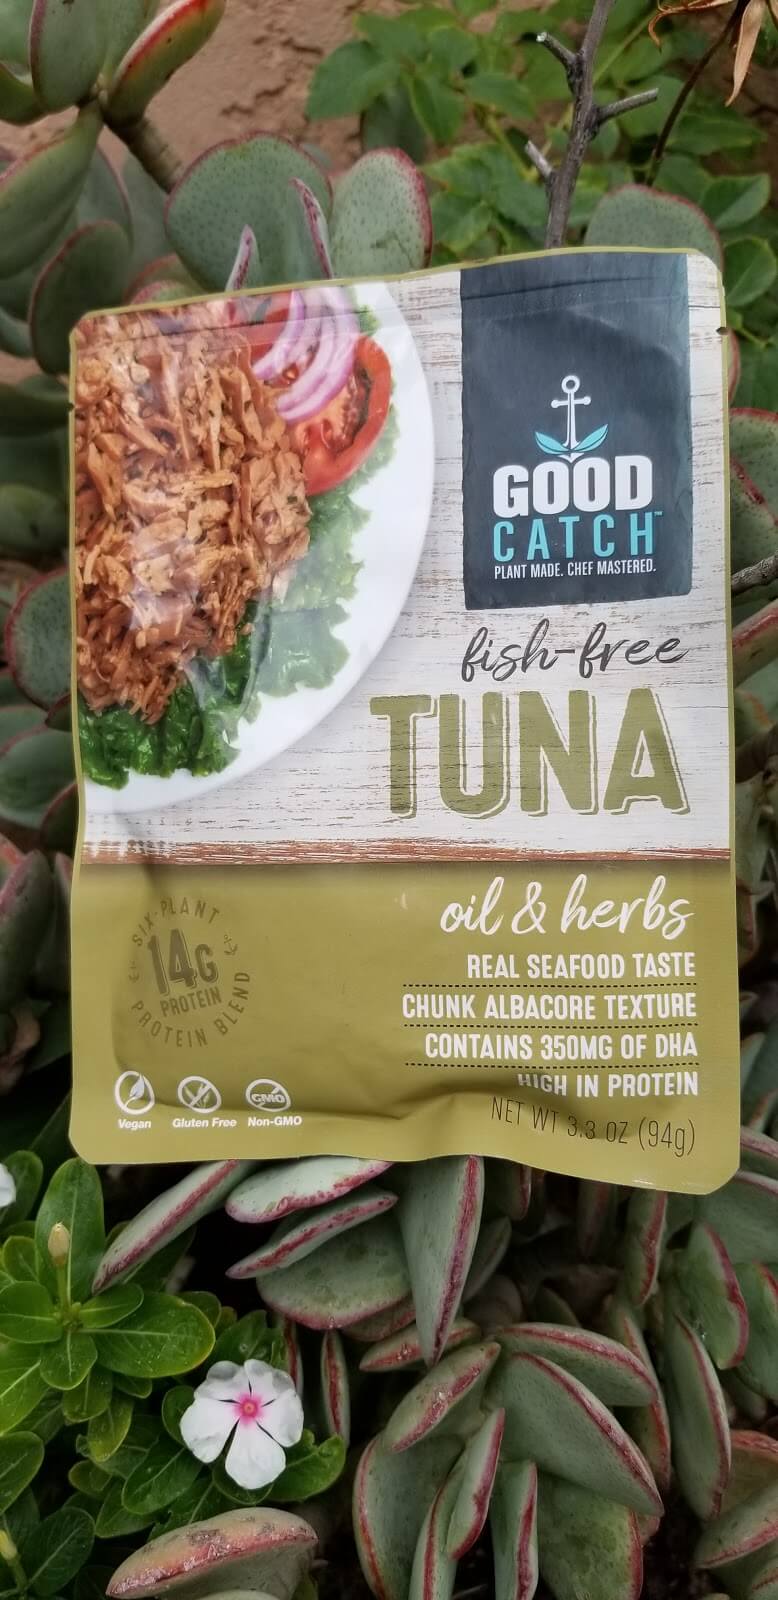 GOOD
CATCH™
PLANT MADE. CHEF MASTERED.
fish-free
TUNA
oil & herbs
REAL SEAFOOD TASTE
CHUNK ALBACORE TEXTURE
CONTAINS 350MG OF DHA
HIGH IN PROTEIN
NET WT 3.3 OZ (94g)
SIX-PLANT
14G
PROTEIN
PROTEIN BLEND
GMO
Vegan
Gluten Free
Non-GMO